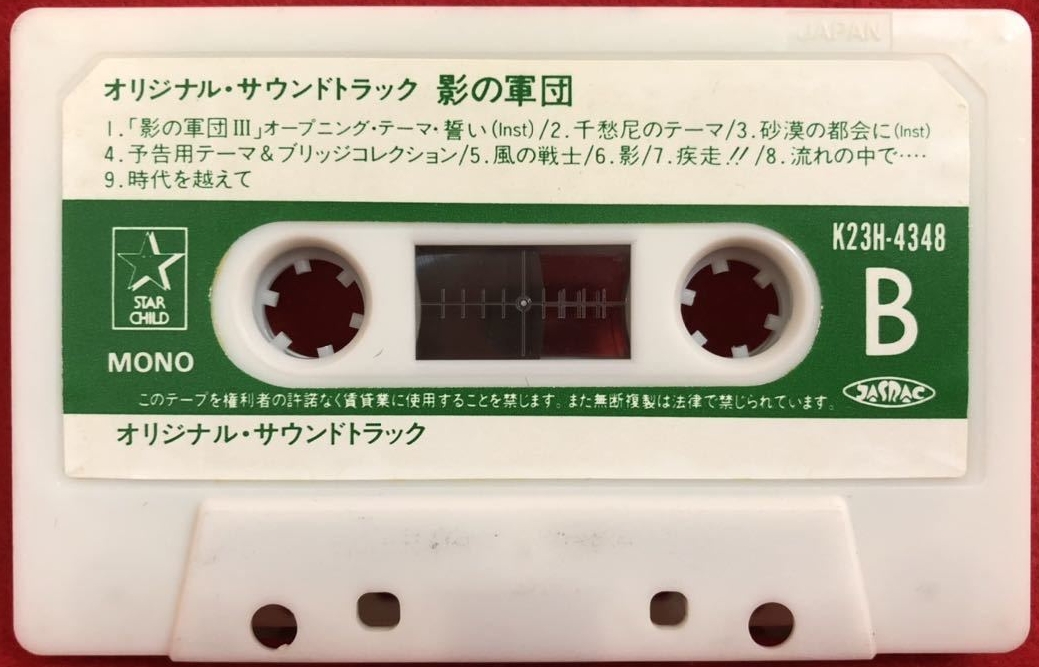 JAPAN
オリジナル・サウンドトラック 影の軍団
1.「影の軍団III」オープニング・テーマ・誓い(Inst)/2.千愁尼のテーマ/3.砂漠の都会に(Inst)
4.予告用テーマ&ブリッジコレクション/5.風の戦士/6.影/7.疾走!!/8.流れの中で‥‥
9.時代を越えて
K23H-4348
B
STAR
CHILD
MONO
JASRAC
このテープを権利者の許諾なく賃貸業に使用することを禁じます。また無断複製は法律で禁じられています。
オリジナル・サウンドトラック